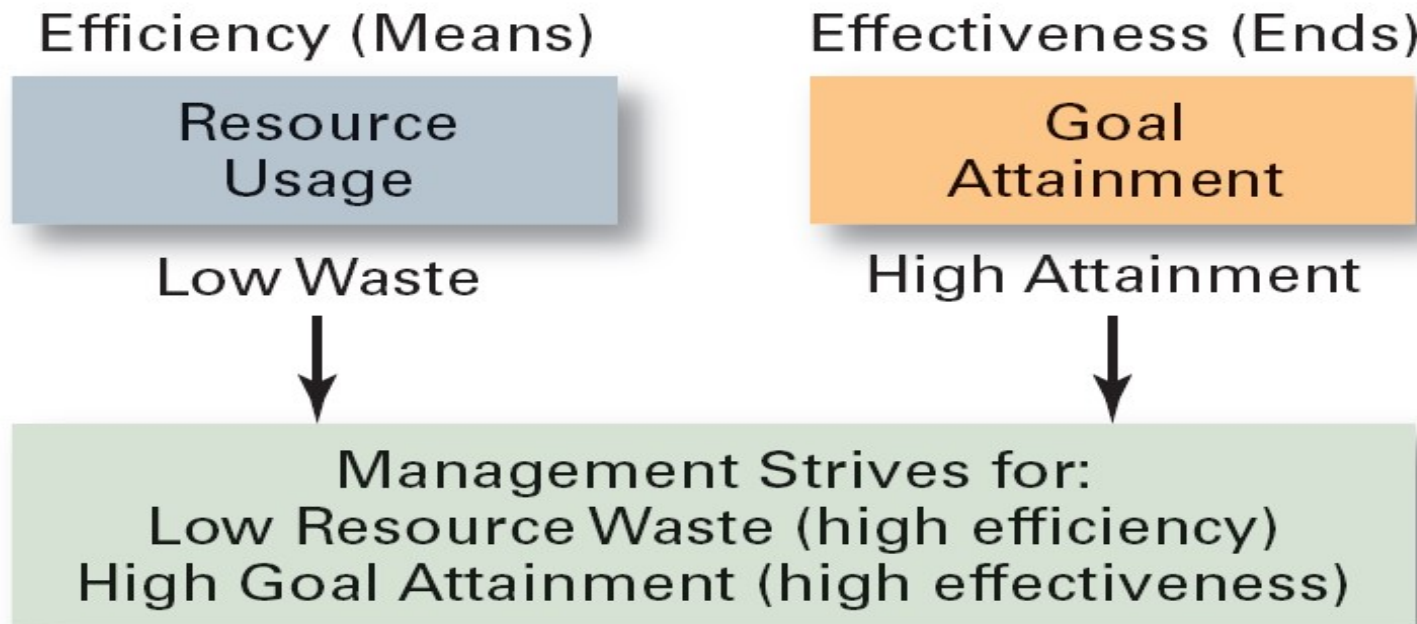 Efficiency (Means)
Effectiveness (Ends)
Resource
Usage
Goal
Attainment
Low Waste
High Attainment
Management Strives for:
Low Resource Waste (high efficiency)
High Goal Attainment (high effectiveness)